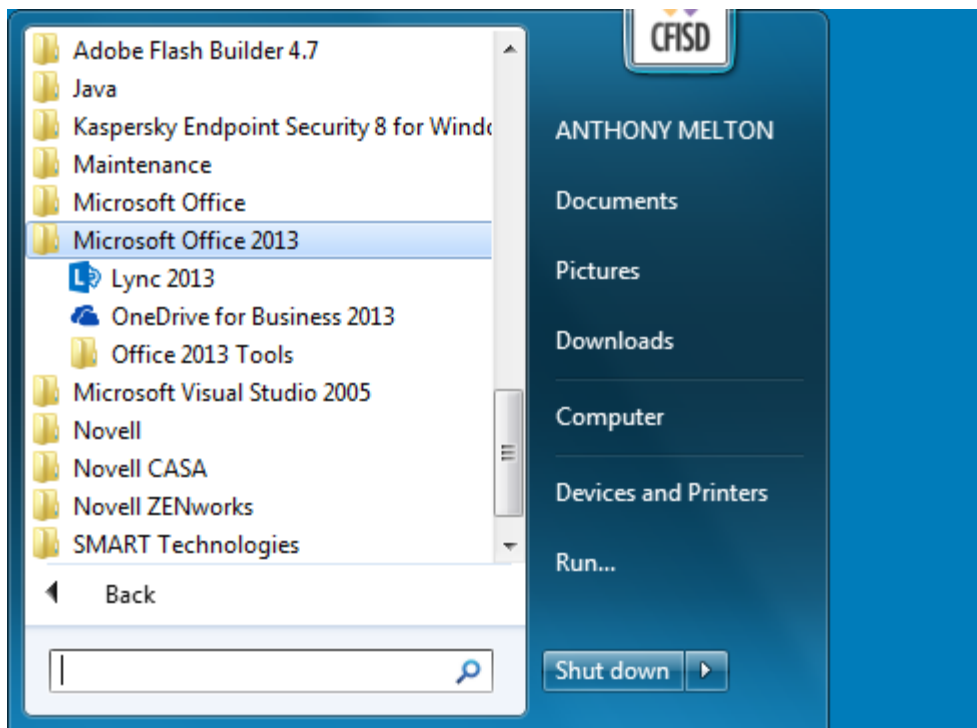 Adobe Flash Builder 4.7
Java
Kaspersky Endpoint Security 8 for Windo
Maintenance
Microsoft Office
Microsoft Office 2013
Lync 2013
OneDrive for Business 2013
Office 2013 Tools
Microsoft Visual Studio 2005
Novell
Novell CASA
Novell ZENworks
SMART Technologies
Back
CFISD
ANTHONY MELTON
Documents
Pictures
Downloads
Computer
Devices and Printers
Run...
Shut down